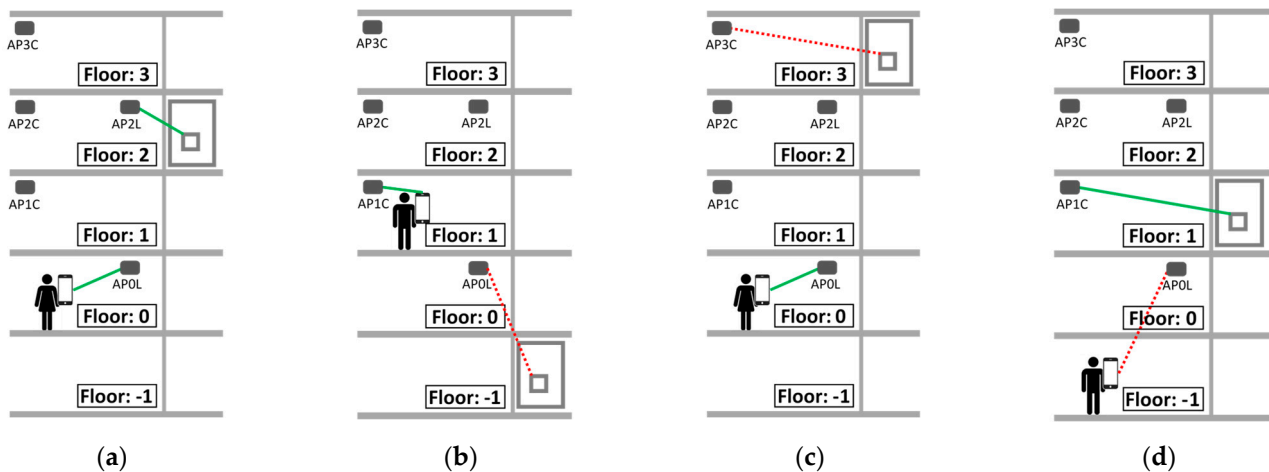 AP3C
Floor: 3
AP2C
AP2L
Floor: 2
AP1C
Floor: 1
AP0L
Floor: 0
Floor: -1
(a)
AP3C
Floor: 3
AP2C
AP2L
Floor: 2
AP1C
Floor: 1
AP0L
Floor: 0
Floor: -1
(b)
AP3C
Floor: 3
AP2C
AP2L
Floor: 2
AP1C
Floor: 1
AP0L
Floor: 0
Floor: -1
(c)
AP3C
Floor: 3
AP2C
AP2L
Floor: 2
AP1C
Floor: 1
AP0L
Floor: 0
Floor: -1
(d)